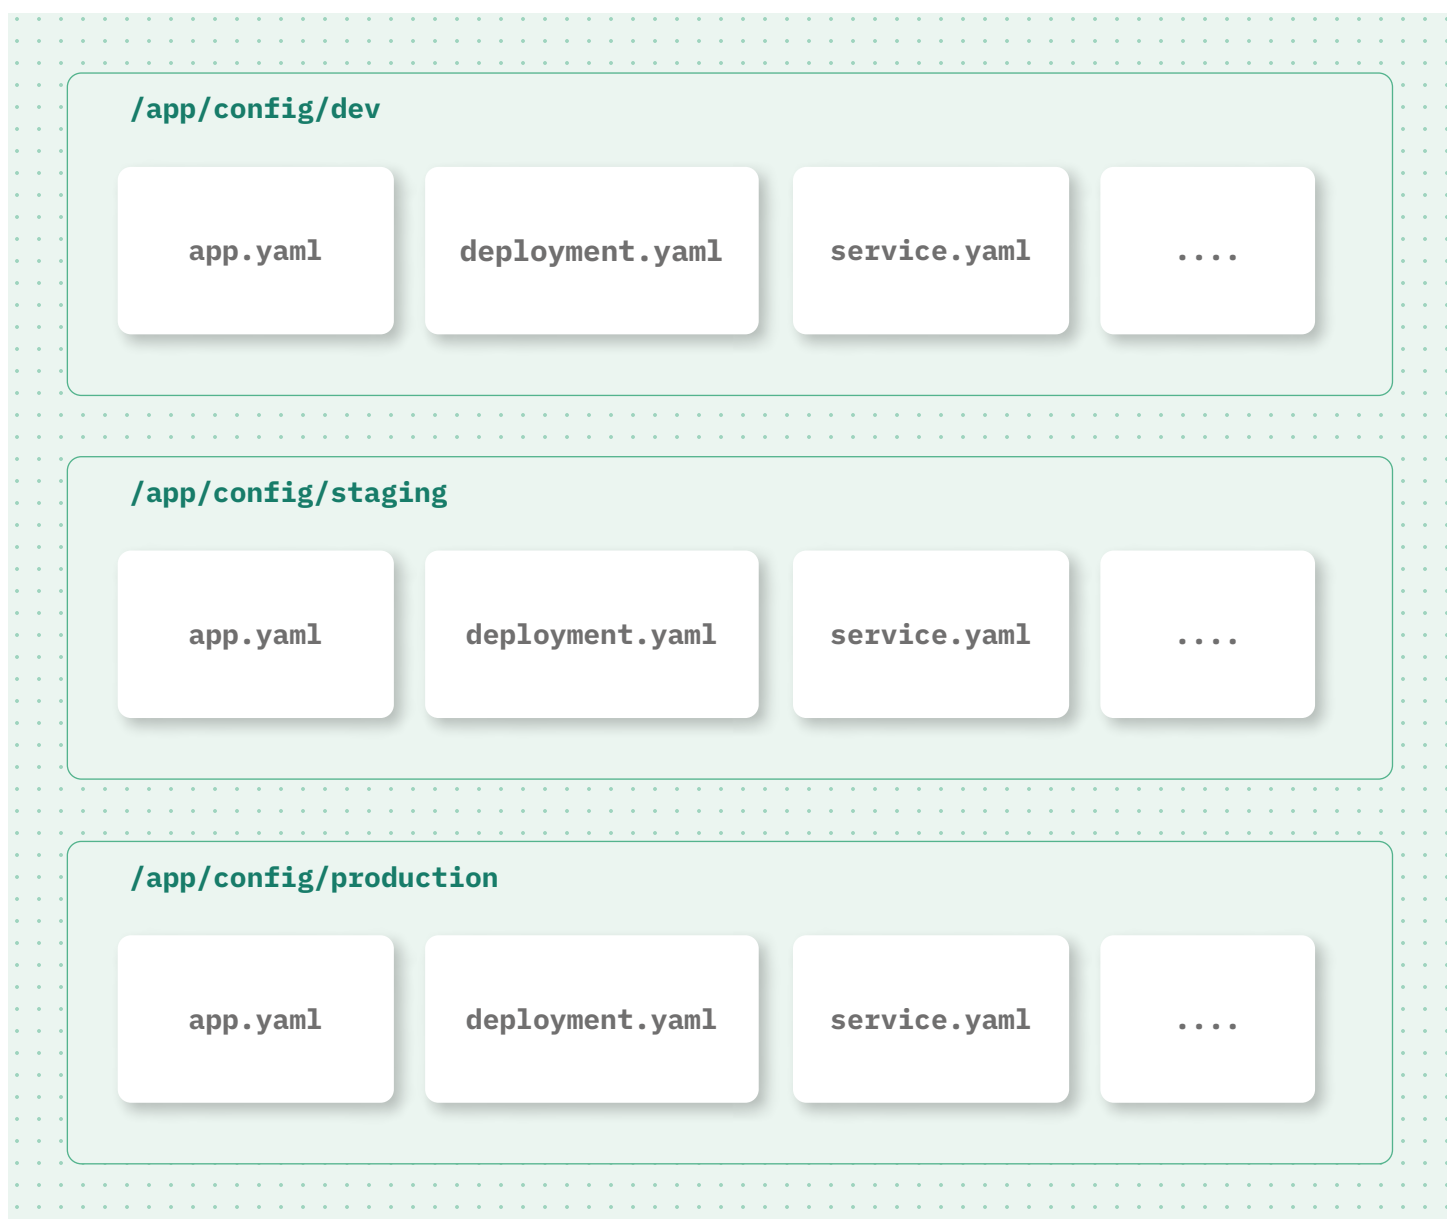 /app/config/dev
app.yaml deployment.yaml service.yaml ....
/app/config/staging
app.yaml deployment.yaml service.yaml ....
/app/config/production
app.yaml deployment.yaml service.yaml ....